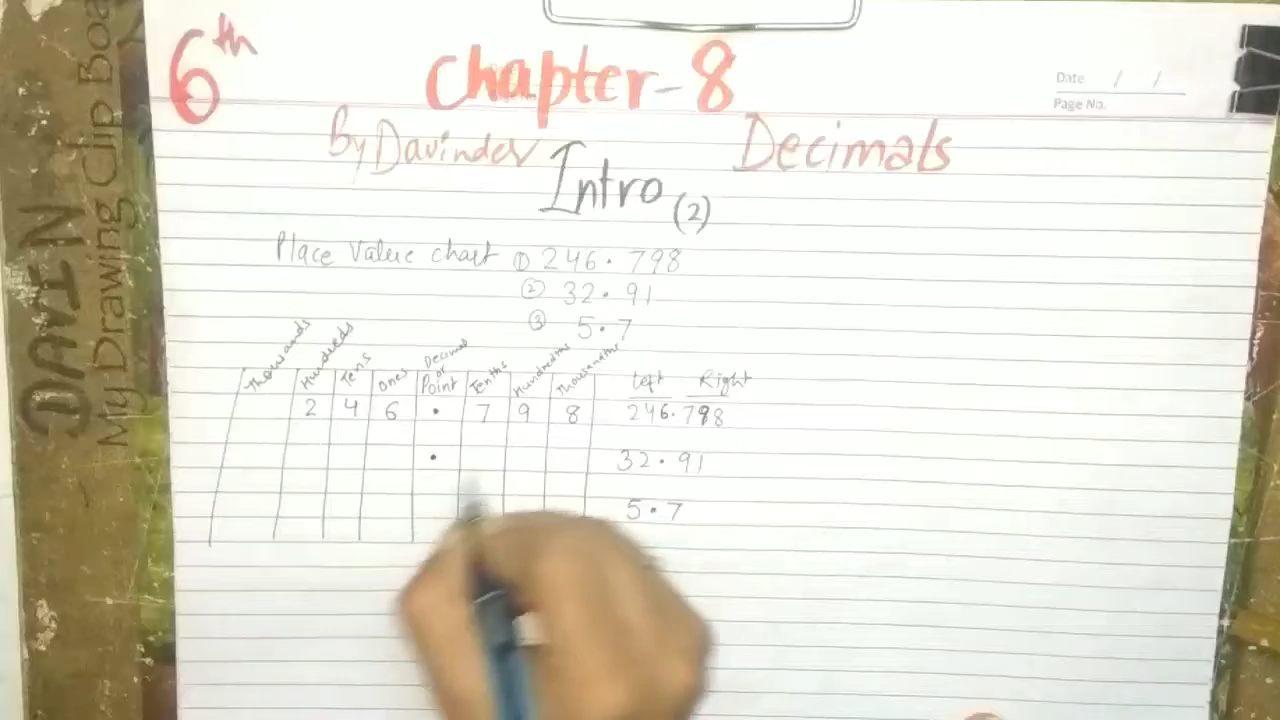 6th Chapter-8
Date / /
Page No.
By Davinder Decimals
Intro (2)
Place Value chart ① 246.798
② 32.91
③ 5.7
Thousands Hundreds Tens Ones Decimal or Point Tenths Hundredths Thousandths Left Right
2 4 6 . 7 9 8 246.798
. 32.91
5.7
DAVIEN
My Drawing Clip Boa